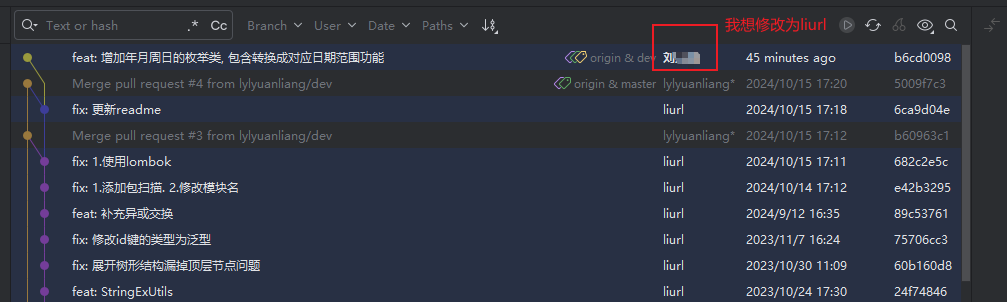 Text or hash .* Cc Branch User Date Paths 我想修改为liurl
feat: 增加年月周日的枚举类, 包含转换成对应日期范围功能 origin & dev 刘 45 minutes ago b6cd0098
Merge pull request #4 from lylyuanliang/dev origin & master lylyuanliang* 2024/10/15 17:20 5009f7c3
fix: 更新readme liurl 2024/10/15 17:18 6ca9d04e
Merge pull request #3 from lylyuanliang/dev lylyuanliang* 2024/10/15 17:12 b60963c1
fix: 1.使用lombok liurl 2024/10/15 17:11 682c2e5c
fix: 1.添加包扫描. 2.修改模块名 liurl 2024/10/14 17:12 e42b3295
feat: 补充异或交换 liurl 2024/9/12 16:35 89c53761
fix: 修改id键的类型为泛型 liurl 2023/11/7 16:24 75706cc3
fix: 展开树形结构漏掉顶层节点问题 liurl 2023/10/30 11:09 60b160d8
feat: StringExUtils liurl 2023/10/24 17:30 24f74846